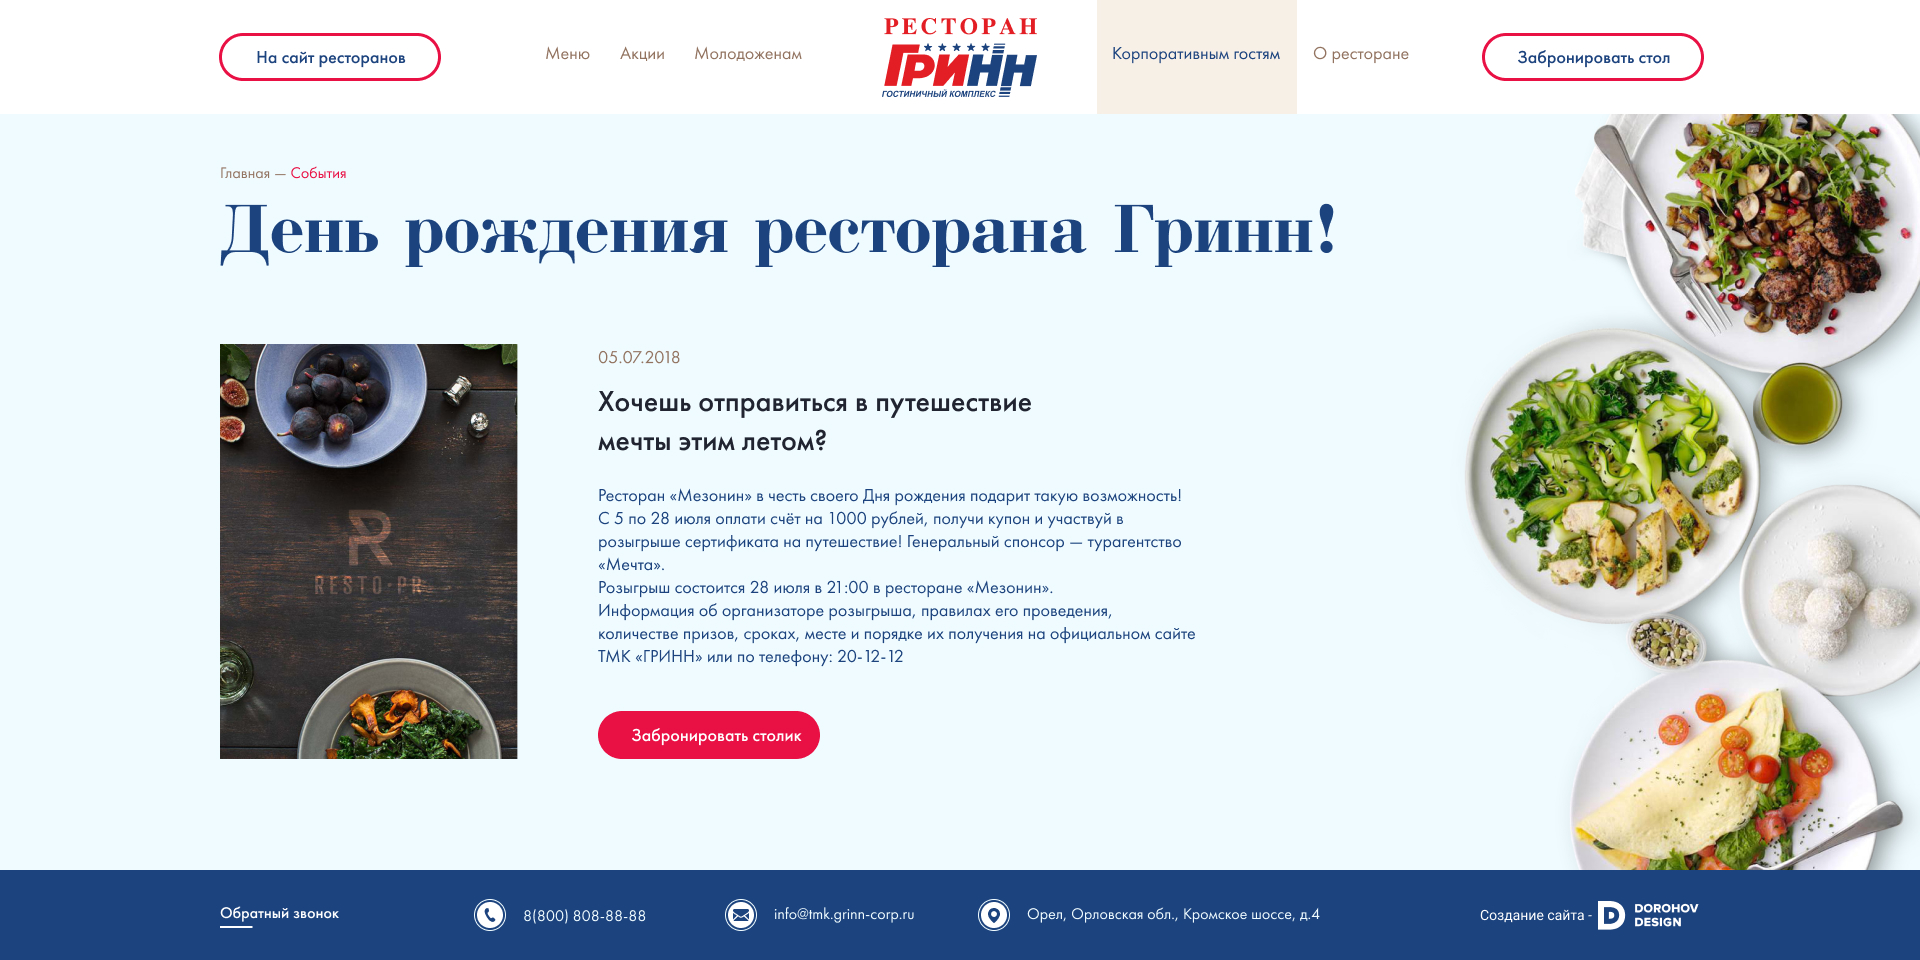 На сайт ресторанов
Меню
Акции
Молодоженам
РЕСТОРАН
ГРИНН
ГОСТИНИЧНЫЙ КОМПЛЕКС
Корпоративным гостям
О ресторане
Забронировать стол
Главная — События
День рождения ресторана Гринн!
RESTO·PR
05.07.2018
Хочешь отправиться в путешествие
мечты этим летом?
Ресторан «Мезонин» в честь своего Дня рождения подарит такую возможность!
С 5 по 28 июля оплати счёт на 1000 рублей, получи купон и участвуй в
розыгрыше сертификата на путешествие! Генеральный спонсор — турагентство
«Мечта».
Розыгрыш состоится 28 июля в 21:00 в ресторане «Мезонин».
Информация об организаторе розыгрыша, правилах его проведения,
количестве призов, сроках, месте и порядке их получения на официальном сайте
ТМК «ГРИНН» или по телефону: 20-12-12
Забронировать столик
Обратный звонок
8(800) 808-88-88
info@tmk.grinn-corp.ru
Орел, Орловская обл., Кромское шоссе, д.4
Создание сайта -
DOROHOV
DESIGN